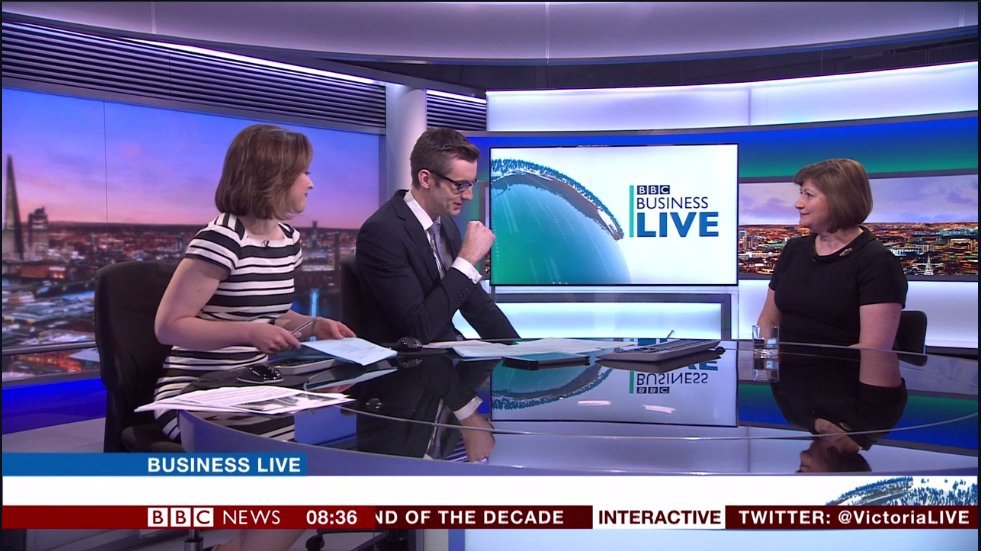 BBC
BUSINESS
LIVE
BUSINESS LIVE
BBC NEWS 08:36 ND OF THE DECADE INTERACTIVE TWITTER: @VictoriaLIVE